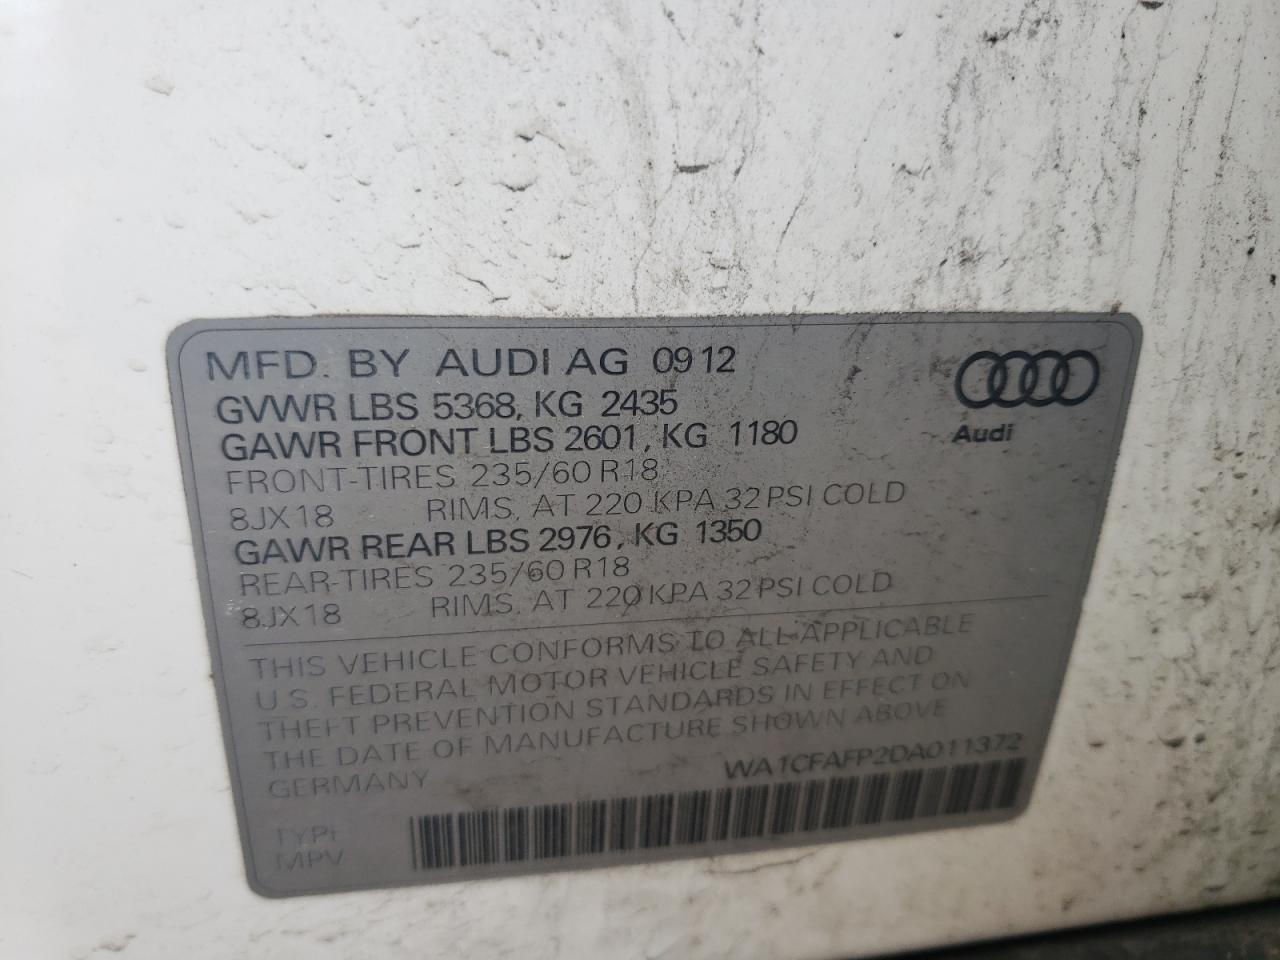 MFD. BY AUDI AG 0912
GVWR LBS 5368, KG 2435
GAWR FRONT LBS 2601, KG 1180
FRONT-TIRES 235/60 R18
8JX18 RIMS, AT 220 KPA 32 PSI COLD
GAWR REAR LBS 2976, KG 1350
REAR-TIRES 235/60 R18
8JX18 RIMS, AT 220 KPA 32 PSI COLD
Audi
THIS VEHICLE CONFORMS TO ALL APPLICABLE
U.S. FEDERAL MOTOR VEHICLE SAFETY AND
THEFT PREVENTION STANDARDS IN EFFECT ON
THE DATE OF MANUFACTURE SHOWN ABOVE
GERMANY WA1CFAFP2DA011372
TYPE
MPV